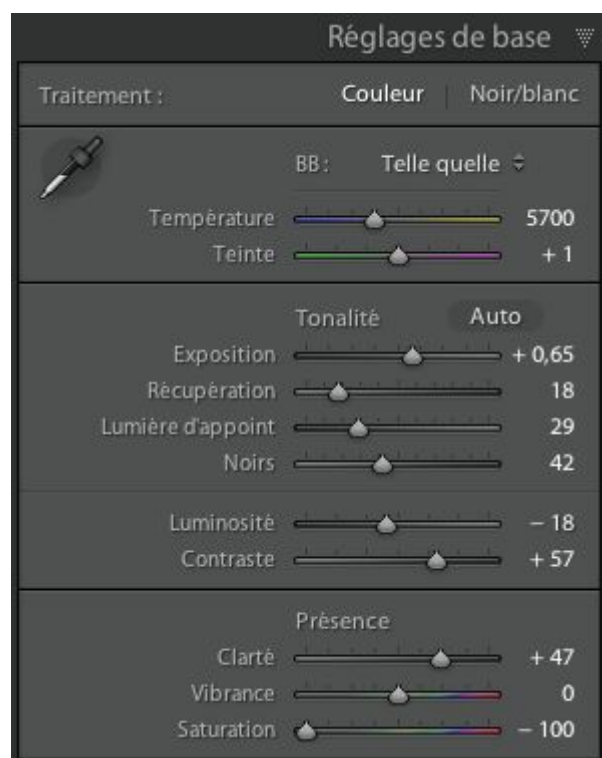 Réglages de base
Traitement : Couleur | Noir/blanc
BB : Telle quelle
Température 5700
Teinte + 1
Tonalité Auto
Exposition + 0,65
Récupération 18
Lumière d'appoint 29
Noirs 42
Luminosité − 18
Contraste + 57
Présence
Clarté + 47
Vibrance 0
Saturation − 100